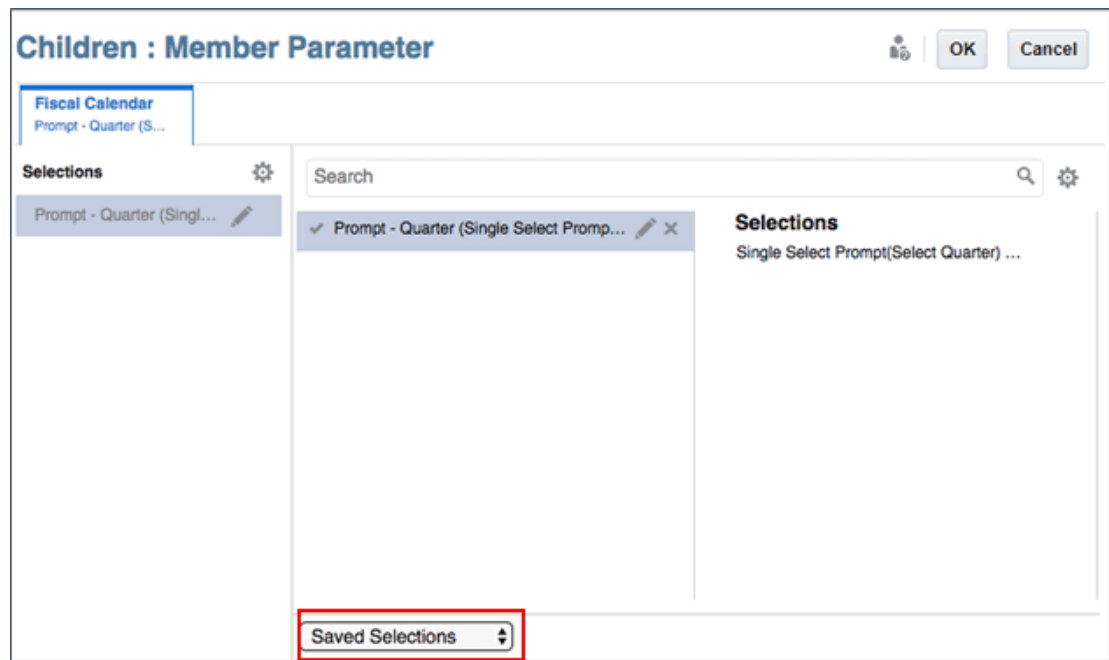 Children : Member Parameter
OK
Cancel
Fiscal Calendar
Prompt - Quarter (S...
Selections
Search
Prompt - Quarter (Singl...
Prompt - Quarter (Single Select Promp...
Selections
Single Select Prompt(Select Quarter) ...
Saved Selections